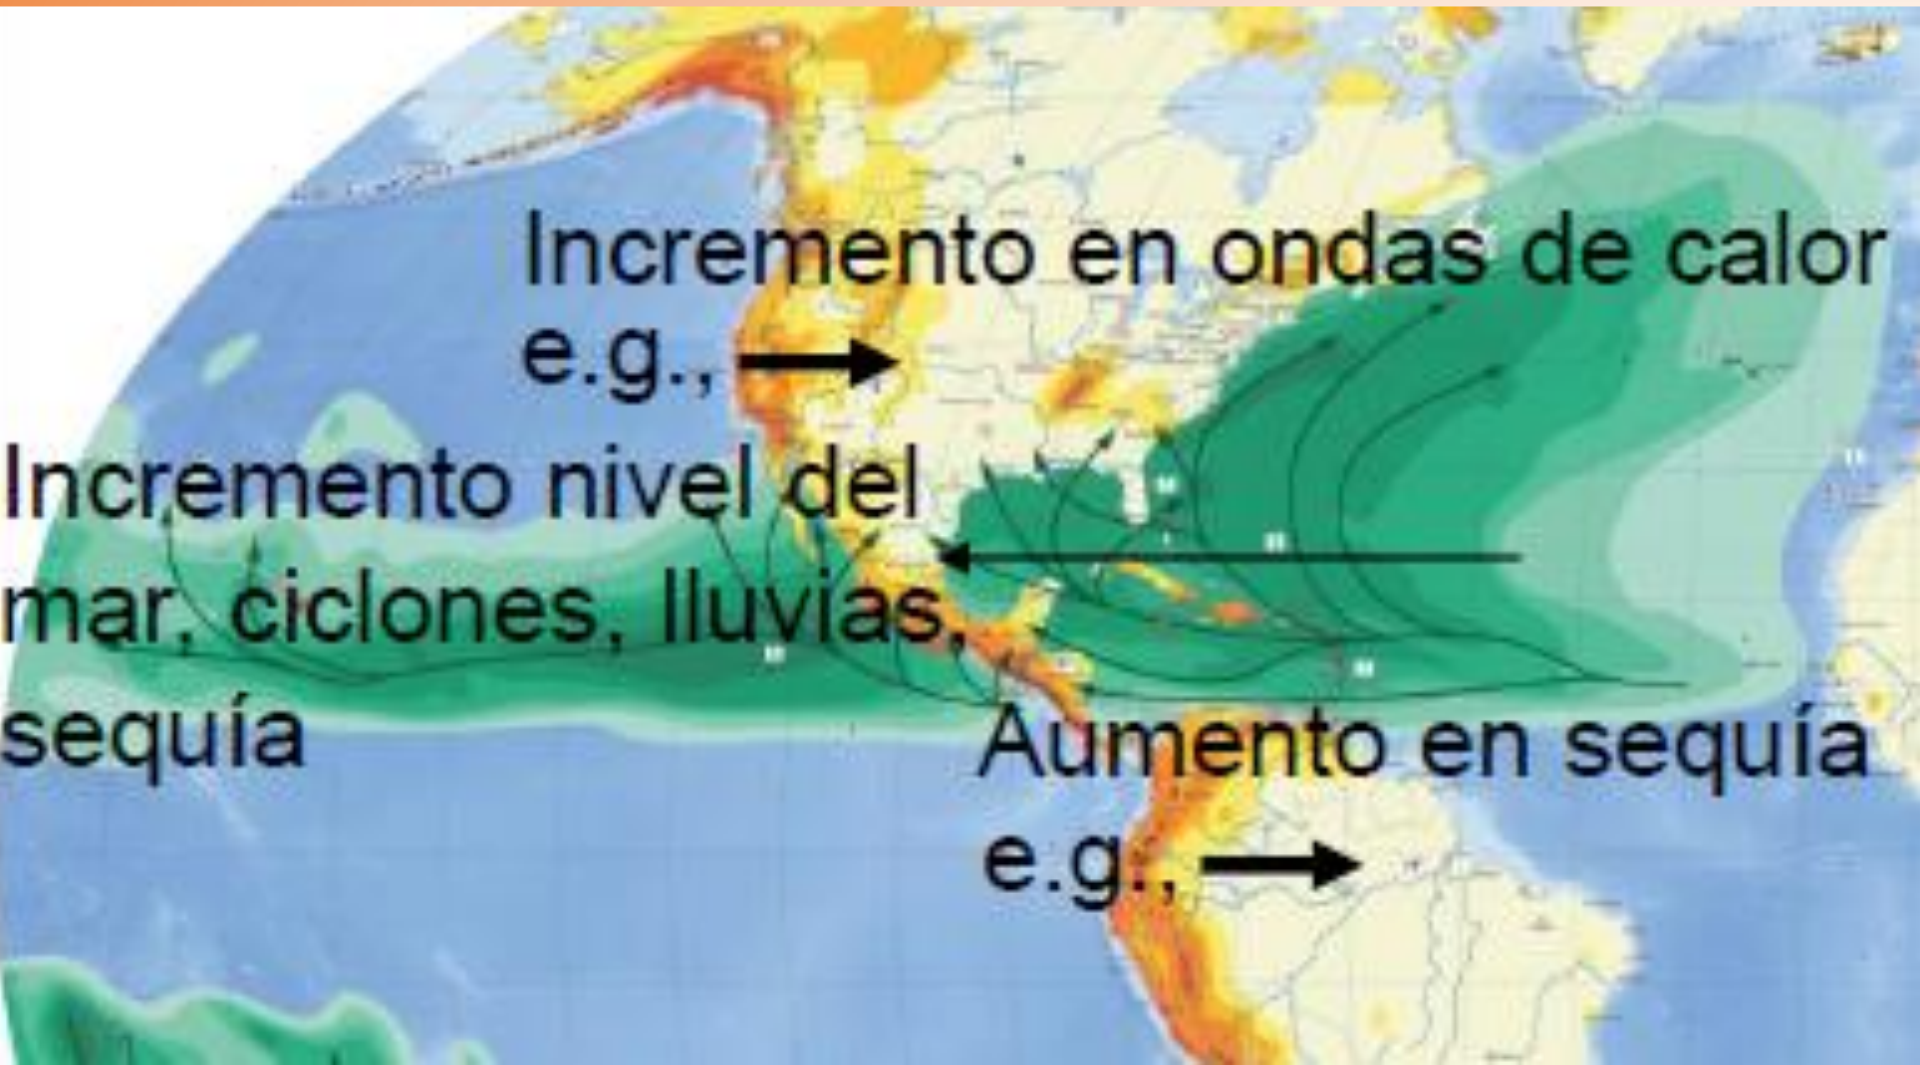 Incremento en ondas de calor
e.g.,
Incremento nivel del
mar, ciclones, lluvias,
sequía
Aumento en sequía
e.g.,